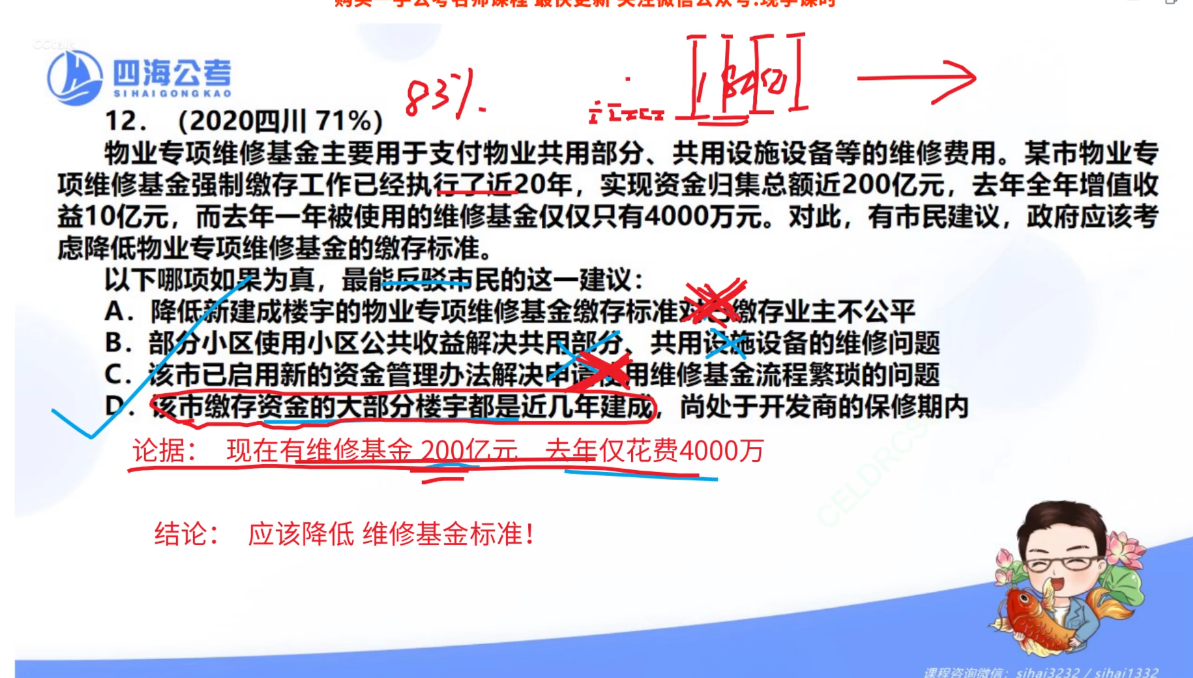 购买一手公考名师课程 最快更新 关注微信公众号:现学课时
四海公考
SIHAIGONGKAO
83%.
12. （2020四川 71%）
物业专项维修基金主要用于支付物业共用部分、共用设施设备等的维修费用。某市物业专
项维修基金强制缴存工作已经执行了近20年，实现资金归集总额近200亿元，去年全年增值收
益10亿元，而去年一年被使用的维修基金仅仅只有4000万元。对此，有市民建议，政府应该考
虑降低物业专项维修基金的缴存标准。
以下哪项如果为真，最能反驳市民的这一建议：
A. 降低新建成楼宇的物业专项维修基金缴存标准对已缴存业主不公平
B. 部分小区使用小区公共收益解决共用部分、共用设施设备的维修问题
C. 该市已启用新的资金管理办法解决申请使用维修基金流程繁琐的问题
D. 该市缴存资金的大部分楼宇都是近几年建成，尚处于开发商的保修期内
论据： 现在有维修基金 200亿元 去年仅花费4000万
结论： 应该降低 维修基金标准！
CELDRCS
课程咨询微信：sihai3232 / sihai1332